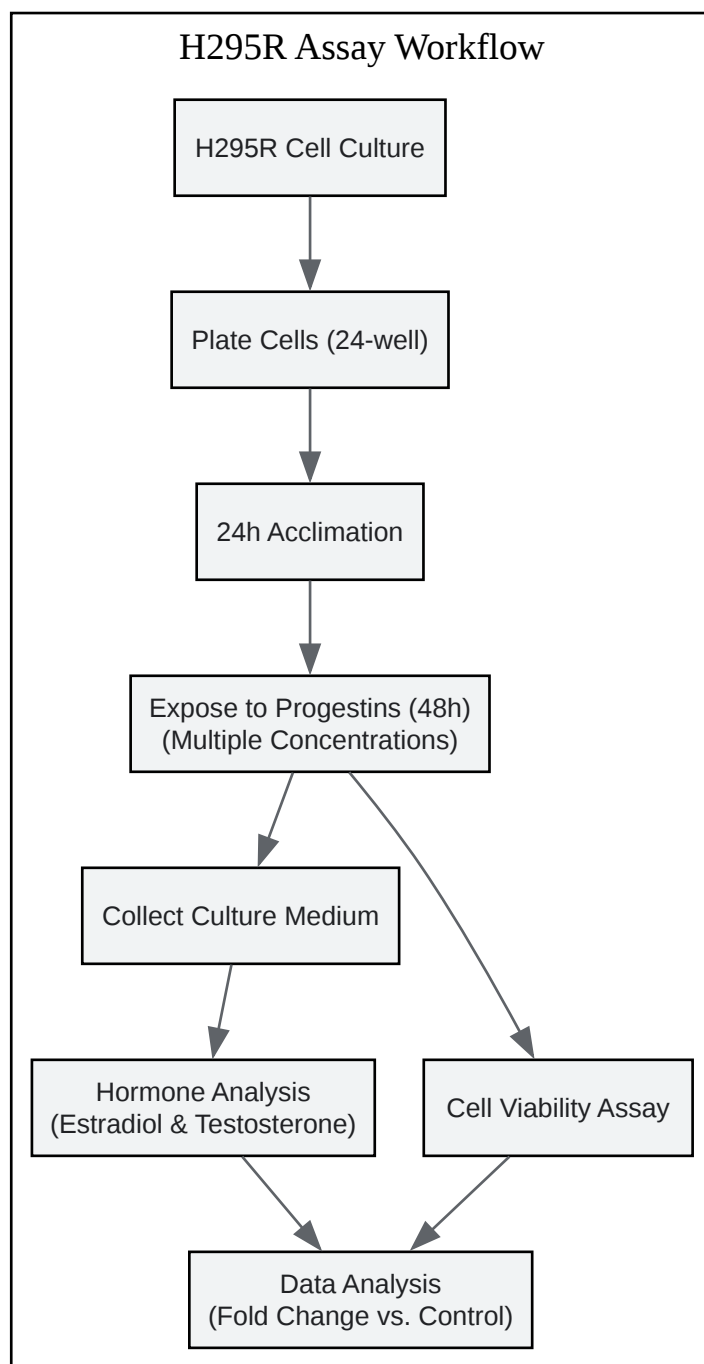 H295R Assay Workflow
H295R Cell Culture
Plate Cells (24-well)
24h Acclimation
Expose to Progestins (48h)
(Multiple Concentrations)
Collect Culture Medium
Hormone Analysis
(Estradiol & Testosterone)
Cell Viability Assay
Data Analysis
(Fold Change vs. Control)